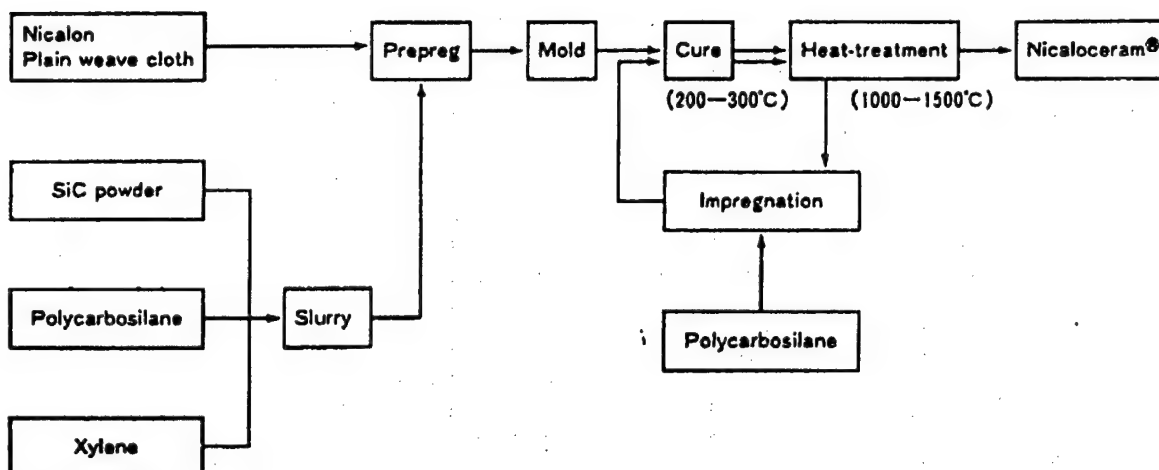 Nicalon
Plain weave cloth
Prepreg
Mold
Cure
Heat-treatment
Nicaloceram®
(200—300°C)
(1000—1500°C)
SiC powder
Impregnation
Polycarbosilane
Slurry
Polycarbosilane
Xylene